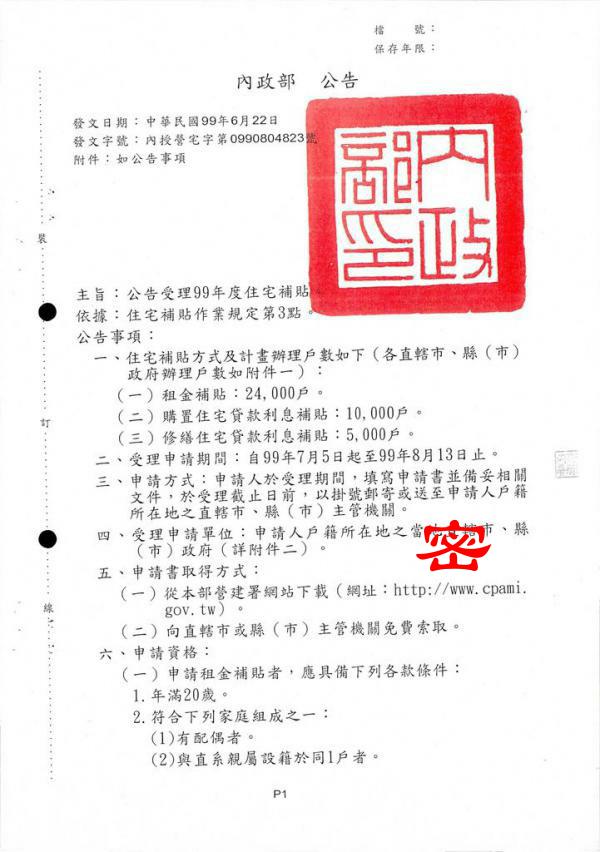 檔　　號：
保存年限：
內政部　公告
發文日期：中華民國99年6月22日
發文字號：內授營宅字第0990804823號
附件：如公告事項
內政部印
主旨：公告受理99年度住宅補貼
依據：住宅補貼作業規定第3點。
公告事項：
一、住宅補貼方式及計畫辦理戶數如下（各直轄市、縣（市）
政府辦理戶數如附件一）：
（一）租金補貼：24,000戶。
（二）購置住宅貸款利息補貼：10,000戶。
（三）修繕住宅貸款利息補貼：5,000戶。
二、受理申請期間：自99年7月5日起至99年8月13日止。
三、申請方式：申請人於受理期間，填寫申請書並備妥相關
文件，於受理截止日前，以掛號郵寄或送至申請人戶籍
所在地之直轄市、縣（市）主管機關。
四、受理申請單位：申請人戶籍所在地之當轄市、縣
密
（市）政府（詳附件二）。
五、申請書取得方式：
（一）從本部營建署網站下載（網址：http://www.cpami.
gov.tw）。
（二）向直轄市或縣（市）主管機關免費索取。
六、申請資格：
（一）申請租金補貼者，應具備下列各款條件：
1.年滿20歲。
2.符合下列家庭組成之一：
(1)有配偶者。
(2)與直系親屬設籍於同1戶者。
裝
訂
線
P1